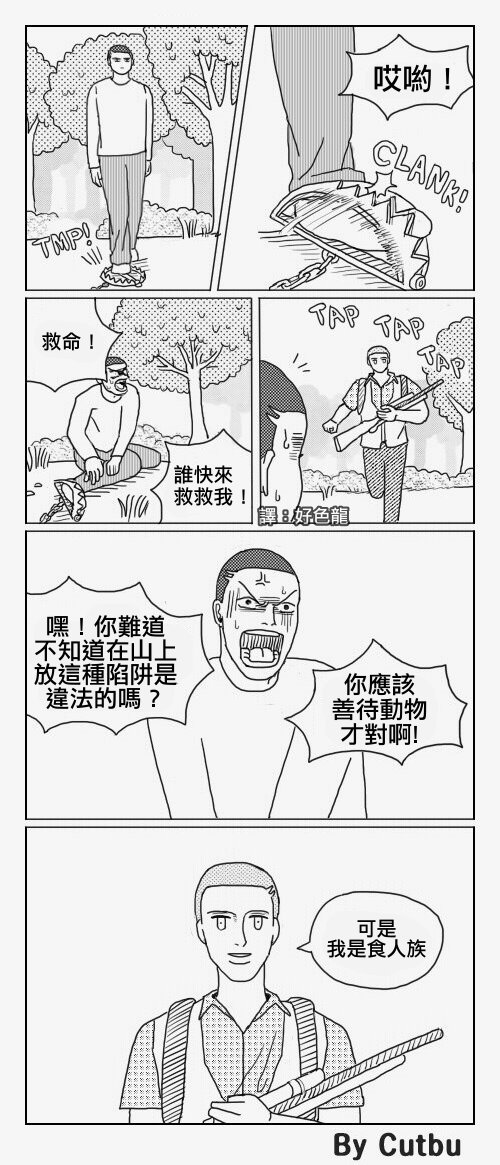 TMP!
哎喲！
CLANK!
救命！
誰快來
救救我！
TAP TAP TAP
譯：好色龍
嘿！你難道
不知道在山上
放這種陷阱是
違法的嗎？
你應該
善待動物
才對啊!
可是
我是食人族
By Cutbu